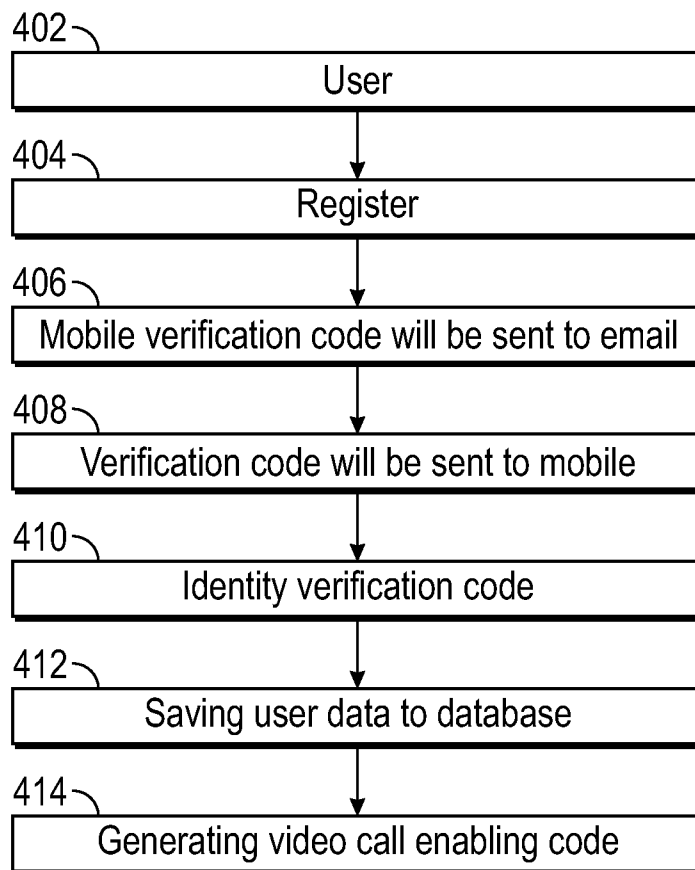 402
User
404
Register
406
Mobile verification code will be sent to email
408
Verification code will be sent to mobile
410
Identity verification code
412
Saving user data to database
414
Generating video call enabling code